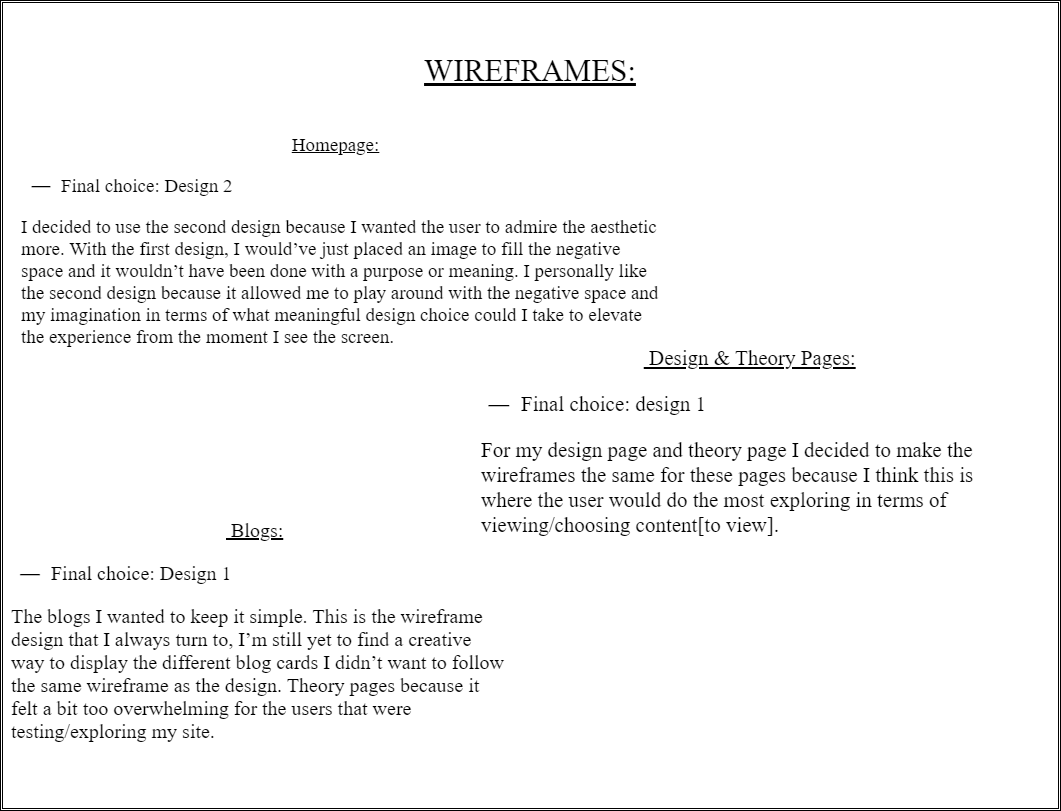 WIREFRAMES:
Homepage:
— Final choice: Design 2
I decided to use the second design because I wanted the user to admire the aesthetic
more. With the first design, I would’ve just placed an image to fill the negative
space and it wouldn’t have been done with a purpose or meaning. I personally like
the second design because it allowed me to play around with the negative space and
my imagination in terms of what meaningful design choice could I take to elevate
the experience from the moment I see the screen.
Design & Theory Pages:
— Final choice: design 1
For my design page and theory page I decided to make the
wireframes the same for these pages because I think this is
where the user would do the most exploring in terms of
viewing/choosing content[to view].
Blogs:
— Final choice: Design 1
The blogs I wanted to keep it simple. This is the wireframe
design that I always turn to, I’m still yet to find a creative
way to display the different blog cards I didn’t want to follow
the same wireframe as the design. Theory pages because it
felt a bit too overwhelming for the users that were
testing/exploring my site.